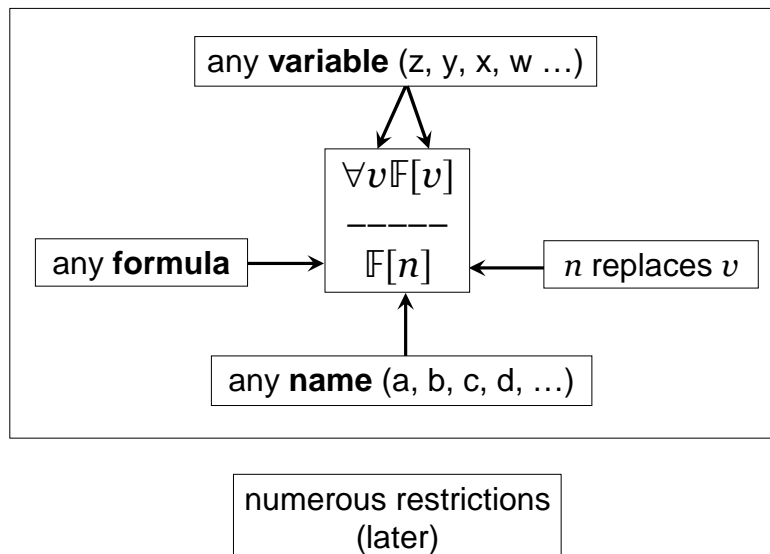 any variable (z, y, x, w …)
∀v𝔽[v]
–––––
𝔽[n]
any formula
n replaces v
any name (a, b, c, d, …)
numerous restrictions
(later)